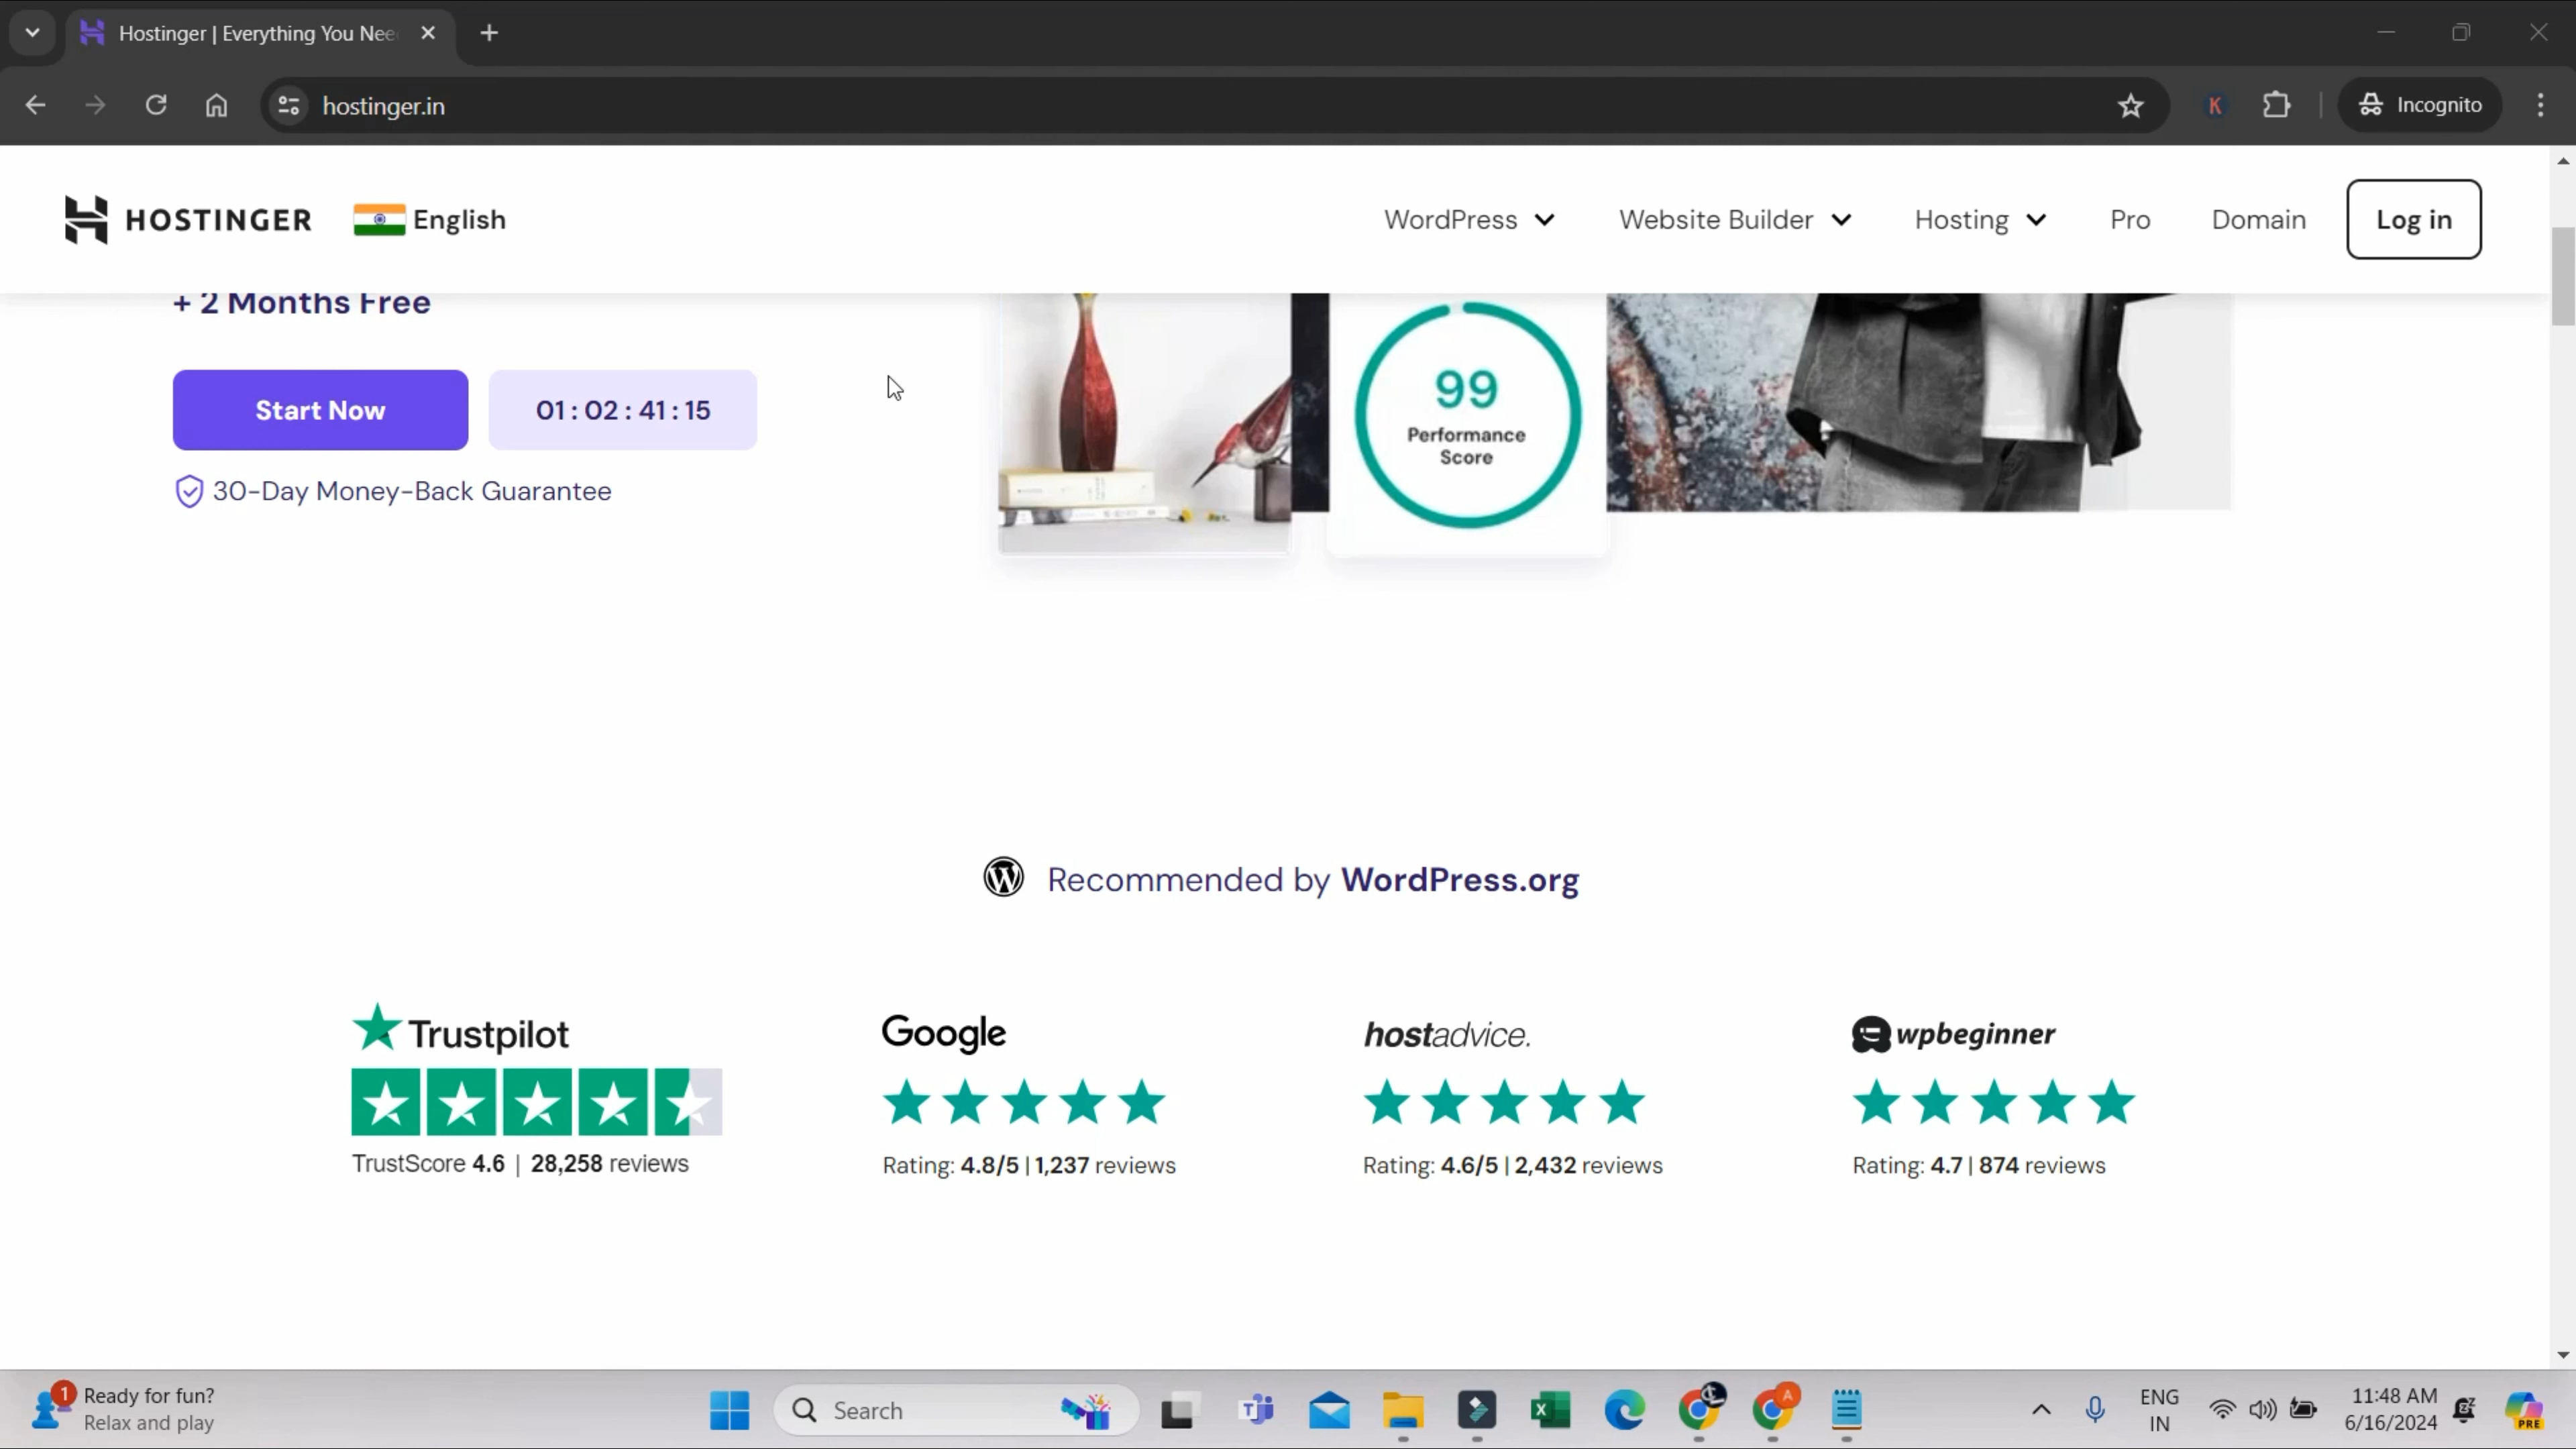 Hostinger | Everything You Nee
hostinger.in
K
Incognito
HOSTINGER
English
WordPress
Website Builder
Hosting
Pro
Domain
Log in
+ 2 Months Free
Start Now
01 : 02 : 41 : 15
30-Day Money-Back Guarantee
99
Performance
Score
Recommended by WordPress.org
Trustpilot
TrustScore 4.6 | 28,258 reviews
Google
Rating: 4.8/5 | 1,237 reviews
hostadvice.
Rating: 4.6/5 | 2,432 reviews
wpbeginner
Rating: 4.7 | 874 reviews
1
Ready for fun?
Relax and play
Search
A
ENG
IN
11:48 AM
6/16/2024
PRE